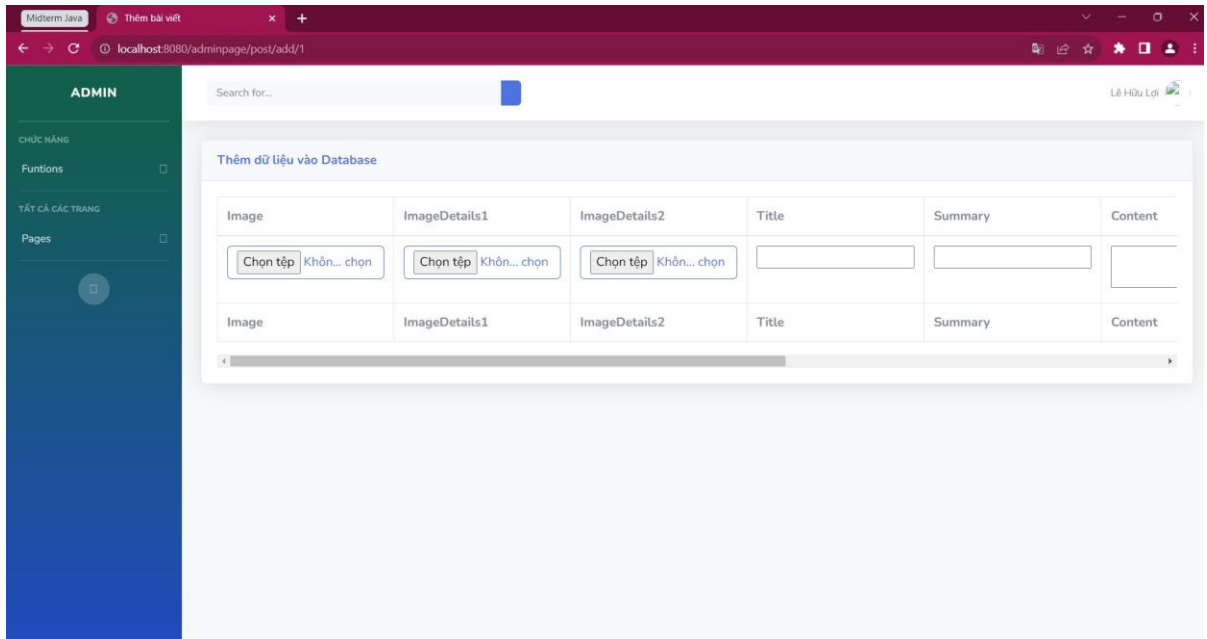 Midterm Java
Thêm bài viết
localhost:8080/adminpage/post/add/1
ADMIN
Search for...
Lê Hữu Lợi
CHỨC NĂNG
Funtions
TẤT CẢ CÁC TRANG
Pages
Thêm dữ liệu vào Database
Image ImageDetails1 ImageDetails2 Title Summary Content
Chọn tệp Khôn... chọn Chọn tệp Khôn... chọn Chọn tệp Khôn... chọn
Image ImageDetails1 ImageDetails2 Title Summary Content